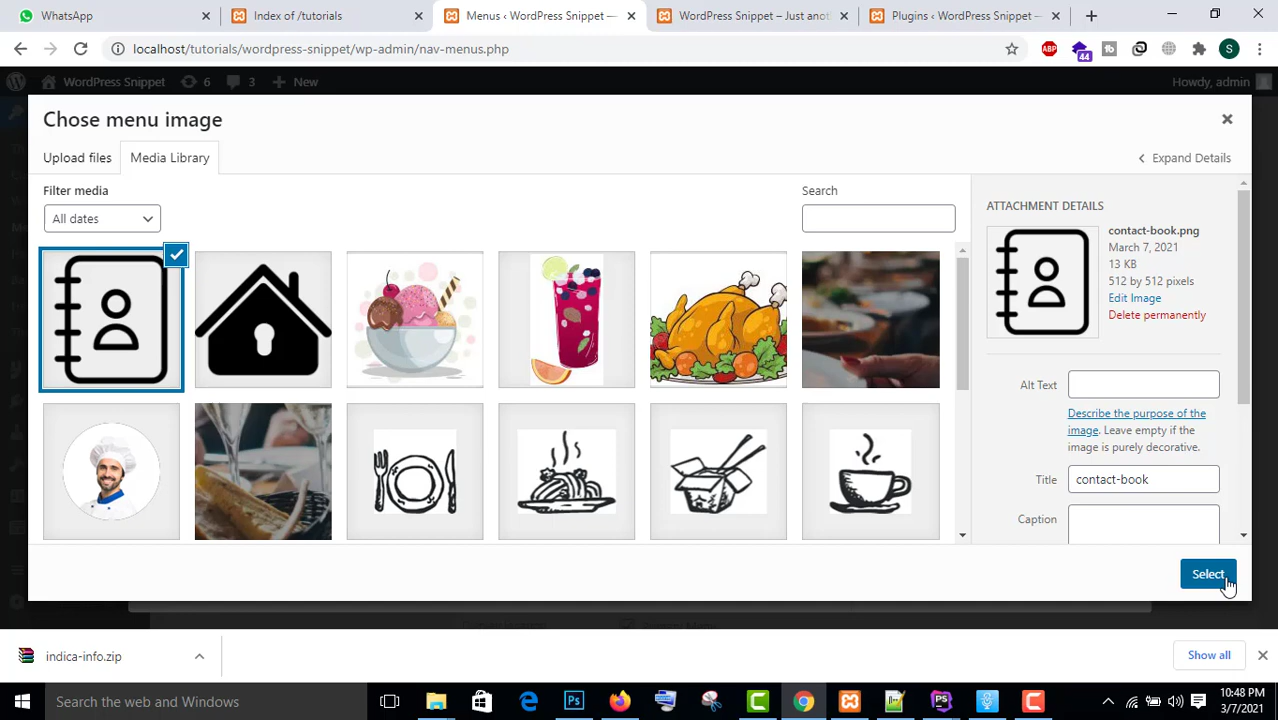 WhatsApp
Index of /tutorials
Menus ‹ WordPress Snippet —
WordPress Snippet – Just anot
Plugins ‹ WordPress Snippet —
localhost/tutorials/wordpress-snippet/wp-admin/nav-menus.php
ABP
44
tb
S
WordPress Snippet
6
3
New
Howdy, admin
Chose menu image
Upload files
Media Library
Expand Details
Filter media
Search
All dates
ATTACHMENT DETAILS
contact-book.png
March 7, 2021
13 KB
512 by 512 pixels
Edit Image
Delete permanently
Alt Text
Describe the purpose of the
image. Leave empty if the
image is purely decorative.
Title
contact-book
Caption
Select
indica-info.zip
Show all
Search the web and Windows
Ps
PS
10:48 PM
3/7/2021